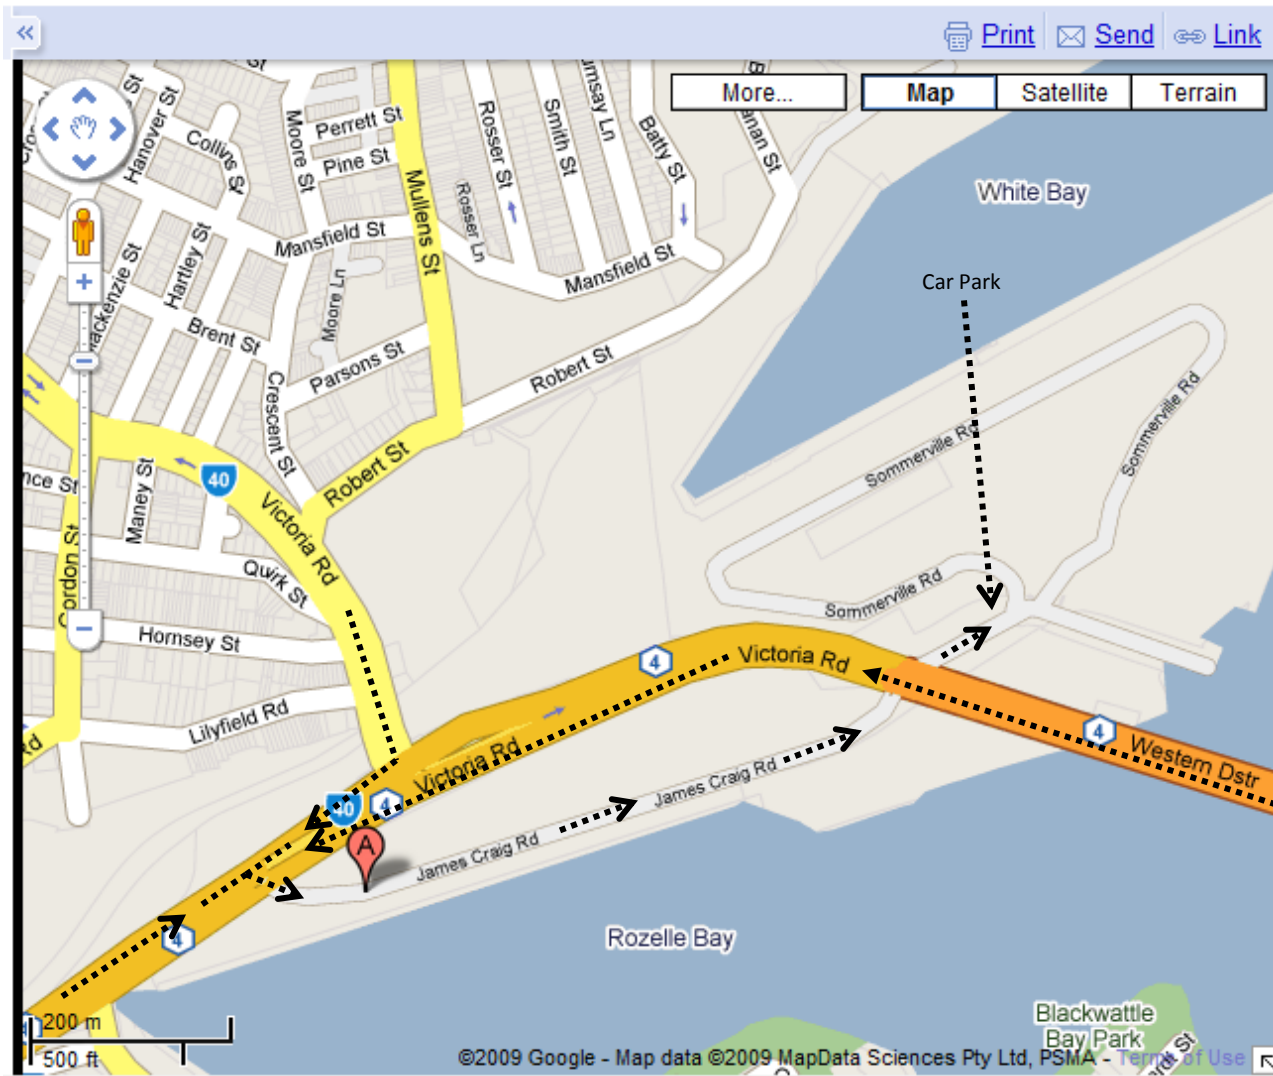 Print
Send
Link
More...
Map
Satellite
Terrain
Hanover St
Collins St
Moore St
Perrett St
Pine St
Mullens St
Rosser St
Rosser Ln
Smith St
Batty St
White Bay
Mansfield St
Mansfield St
Hartley St
Brent St
Moore Ln
Parsons St
Crescent St
Robert St
Robert St
Car Park
Sommerville Rd
Sommerville Rd
Sommerville Rd
40
Maney St
Victoria Rd
Gordon St
Quirk St
Hornsey St
Lilyfield Rd
4
Victoria Rd
4
Western Dstr
Victoria Rd
40
4
A
James Craig Rd
James Craig Rd
4
Rozelle Bay
Blackwattle
Bay Park
200 m
500 ft
©2009 Google - Map data ©2009 MapData Sciences Pty Ltd, PSMA - Terms of Use